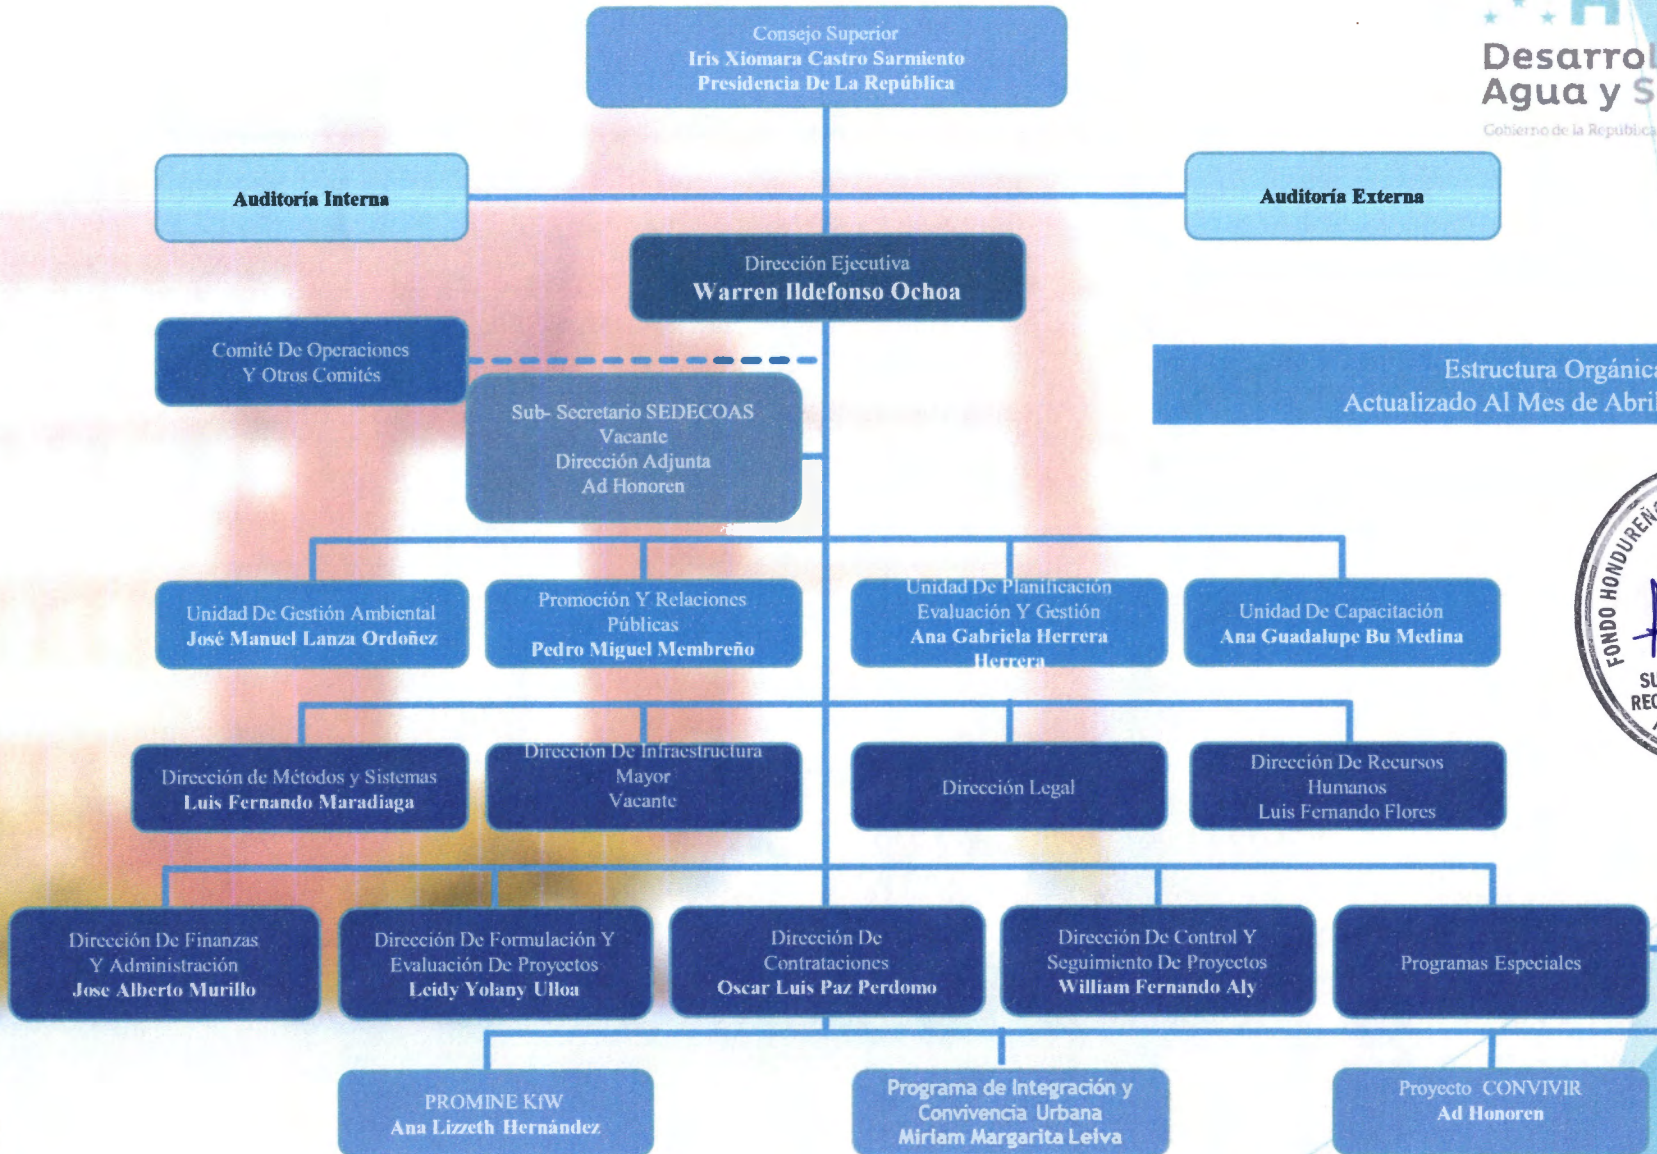 Consejo Superior
Iris Xiomara Castro Sarmiento
Presidencia De La República
Agua y
Gobierno de la República
Auditoría Interna
Auditoría Externa
Dirección Ejecutiva
Warren Ildefonso Ochoa
Comité De Operaciones
Y Otros Comités
Estructura Orgánica
Actualizado Al Mes de Abril
Sub- Secretario SEDECOAS
Vacante
Dirección Adjunta
Ad Honoren
FONDO
Unidad De Gestión Ambiental
José Manuel Lanza Ordoñez
Promoción Y Relaciones
Públicas
Pedro Miguel Membreño
Unidad De Planificación
Evaluación Y Gestión
Ana Gabriela Herrera
Herrera
Unidad De Capacitación
Ana Guadalupe Bu Medina
Dirección de Métodos y Sistemas
Luis Fernando Maradiaga
Dirección De Infraestructura
Mayor
Vacante
Dirección Legal
Dirección De Recursos
Humanos
Luis Fernando Flores
Dirección De Finanzas
Y Administración
Jose Alberto Murillo
Dirección De Formulación Y
Evaluación De Proyectos
Leidy Yolany Ulloa
Dirección De
Contrataciones
Oscar Luis Paz Perdomo
Dirección De Control Y
Seguimiento De Proyectos
William Fernando Aly
Programas Especiales
PROMINE KfW
Ana Lizzeth Hernández
Programa de Integración y
Convivencia Urbana
Miriam Margarita Leiva
Proyecto CONVIVIR
Ad Honoren